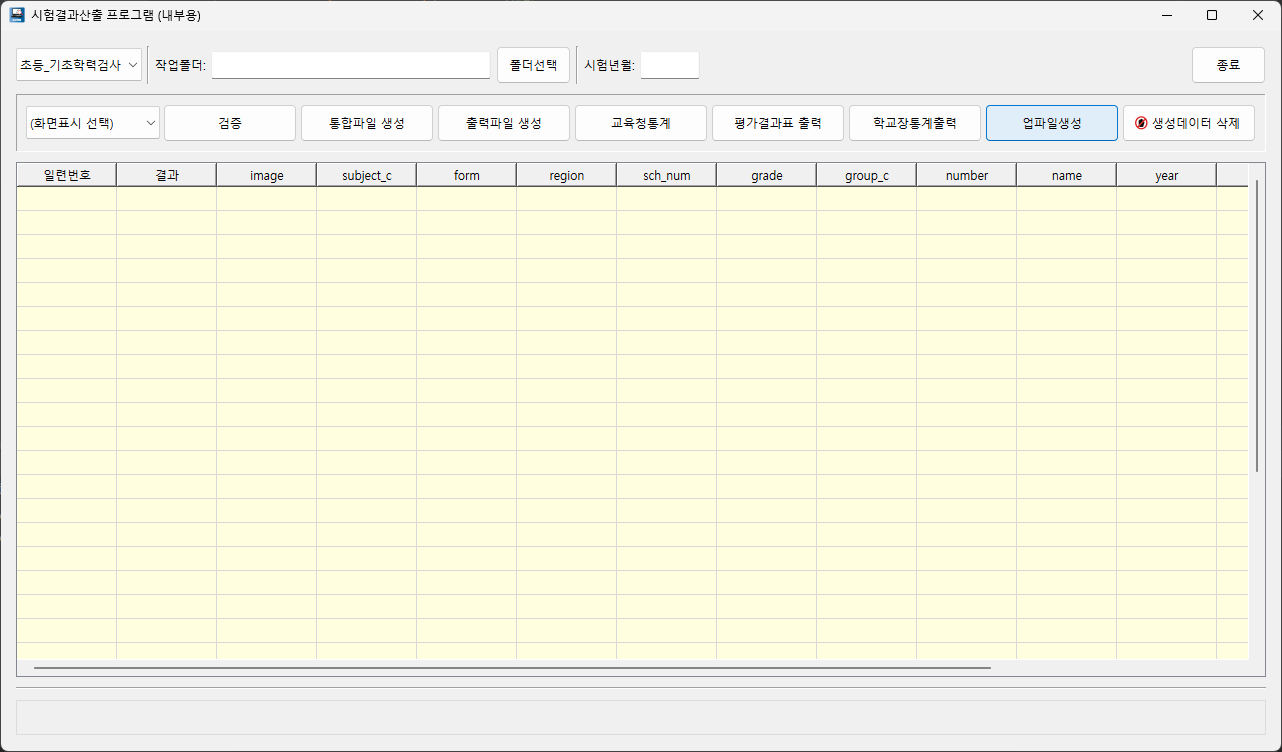 시험결과산출 프로그램 (내부용)
초등_기초학력검사 작업폴더: 폴더선택 시험년월: 종료
(화면표시 선택) 검증 통합파일 생성 출력파일 생성 교육청통계 평가결과표 출력 학교장통계출력 업파일생성 생성데이터 삭제
일련번호 결과 image subject_c form region sch_num grade group_c number name year